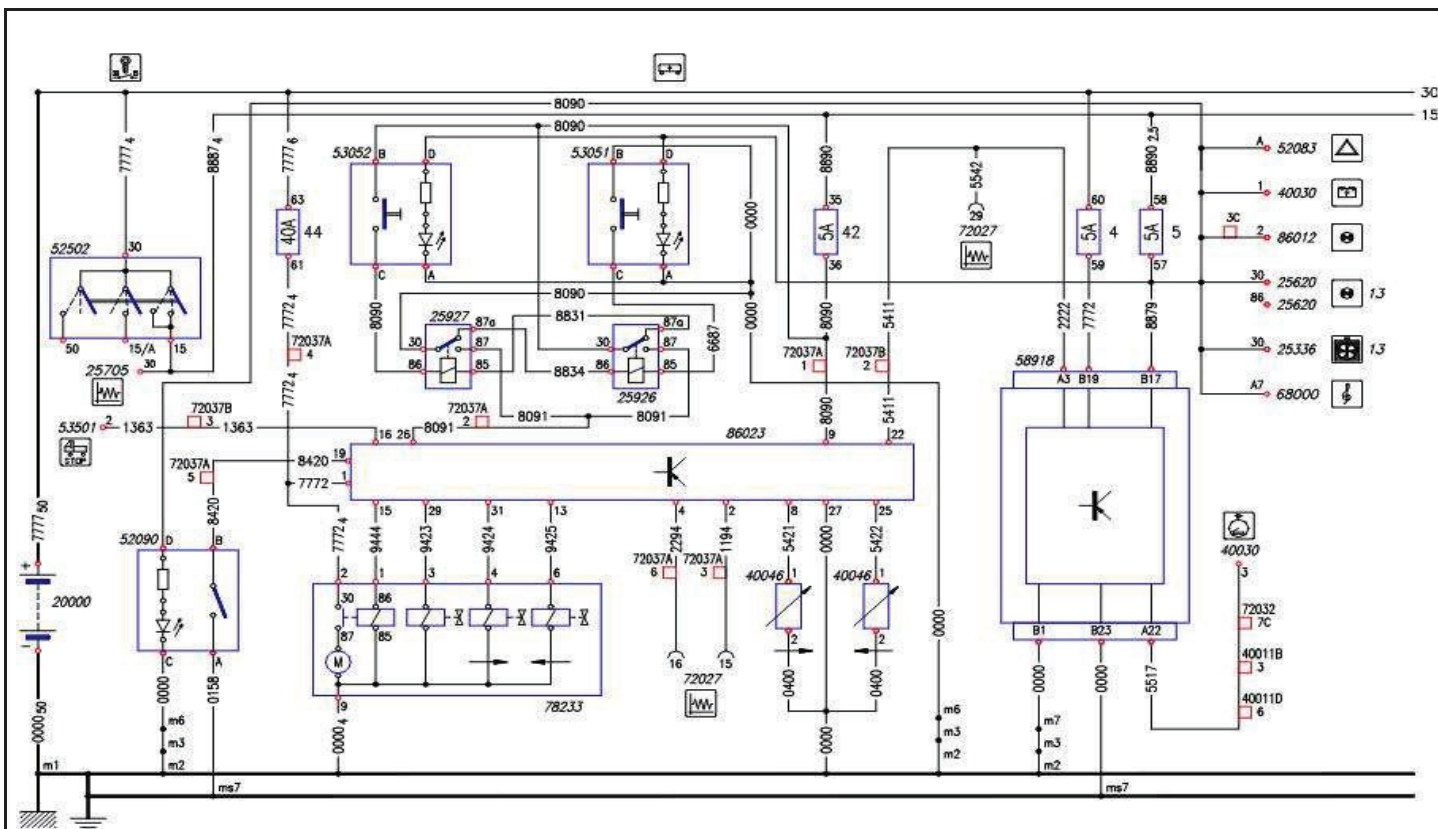 30
8090
15
8090
7777 4
8887 4
7777 6
53052 B D
53051 B D
8890
8890 2.5
A 52083
5542
1 40030
0000
63
35
60
58
3C
40A 44
5A 42
29
5A 4
5A 5
2 86012
72027
52502 30
61
36
59
57
C A
C A
30 25620 13
86 25620
8090
8090
8831
7772 4
0000
8090
5411
2222
7772
8879
25927 87a
87a
6687
50 15/A 15
30 87
30 87
30 25336 13
25705 30
72037A
4
86 85
8834
86 85
72037A
1
72037B
2
58918
A3 B19 B17
25926
A7 68000
7772 4
72037B
3
72037A
2
8091
8091
8090
5411
53501 2 1363 1363
8091
STOP
16 26
86023
9 22
72037A
5
8420 19
7772 1
8420
15 29 31 13 4 2 8 27 25
7777 50
52090 D B
7772 4
9444
9423
9424
9425
2294
1194
5421
0000
5422
40030
3
72037A
6
72037A
3
40046 1
40046 1
+
20000
-
2 1 3 4 6
30 86
87 85
M
72032
7C
2
2
B1 B23 A22
C A
16
15
40011B
3
72027
0000
0158
9
78233
0400
0400
0000
0000
0000
5517
40011D
6
0000 50
m6
m3
0000 4
0000
m6
m3
m7
m3
m1
m2
m2
m2
ms7
ms7